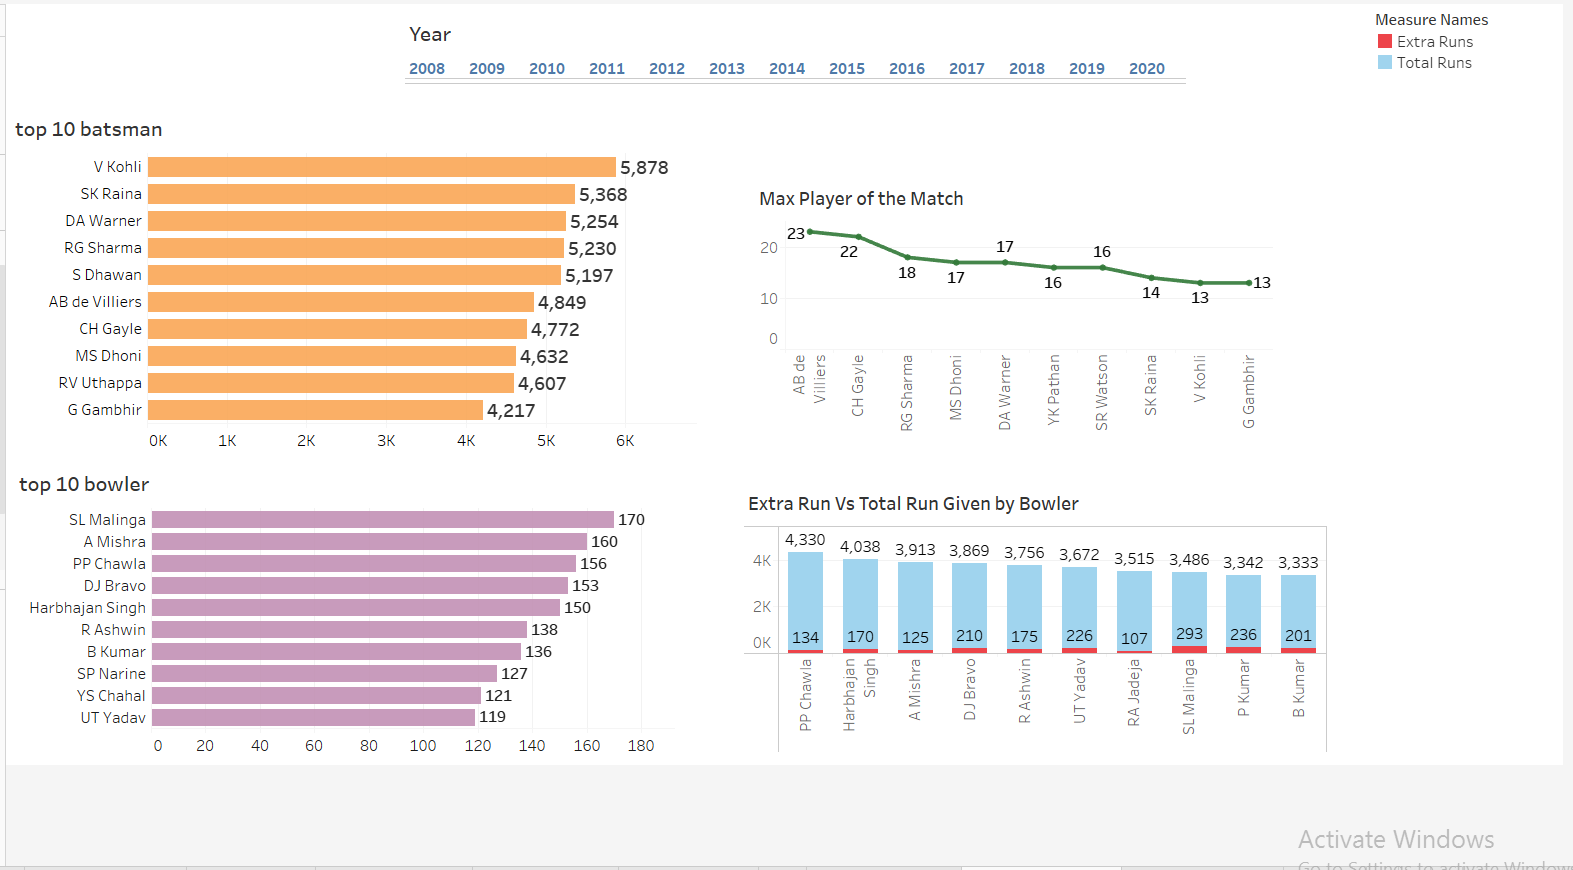 Year
2008 2009 2010 2011 2012 2013 2014 2015 2016 2017 2018 2019 2020
Measure Names
Extra Runs
Total Runs
top 10 batsman
V Kohli 5,878
SK Raina 5,368
DA Warner 5,254
RG Sharma 5,230
S Dhawan 5,197
AB de Villiers 4,849
CH Gayle 4,772
MS Dhoni 4,632
RV Uthappa 4,607
G Gambhir 4,217
0K 1K 2K 3K 4K 5K 6K
Max Player of the Match
20
10
0
23 22 18 17 17 16 16 14 13 13
AB de
Villiers
CH Gayle
RG Sharma
MS Dhoni
DA Warner
YK Pathan
SR Watson
SK Raina
V Kohli
G Gambhir
top 10 bowler
SL Malinga 170
A Mishra 160
PP Chawla 156
DJ Bravo 153
Harbhajan Singh 150
R Ashwin 138
B Kumar 136
SP Narine 127
YS Chahal 121
UT Yadav 119
0 20 40 60 80 100 120 140 160 180
Extra Run Vs Total Run Given by Bowler
4K
2K
0K
4,330 4,038 3,913 3,869 3,756 3,672 3,515 3,486 3,342 3,333
134 170 125 210 175 226 107 293 236 201
PP Chawla
Harbhajan
Singh
A Mishra
DJ Bravo
R Ashwin
UT Yadav
RA Jadeja
SL Malinga
P Kumar
B Kumar
Activate Windows
Go to Settings to activate Windows